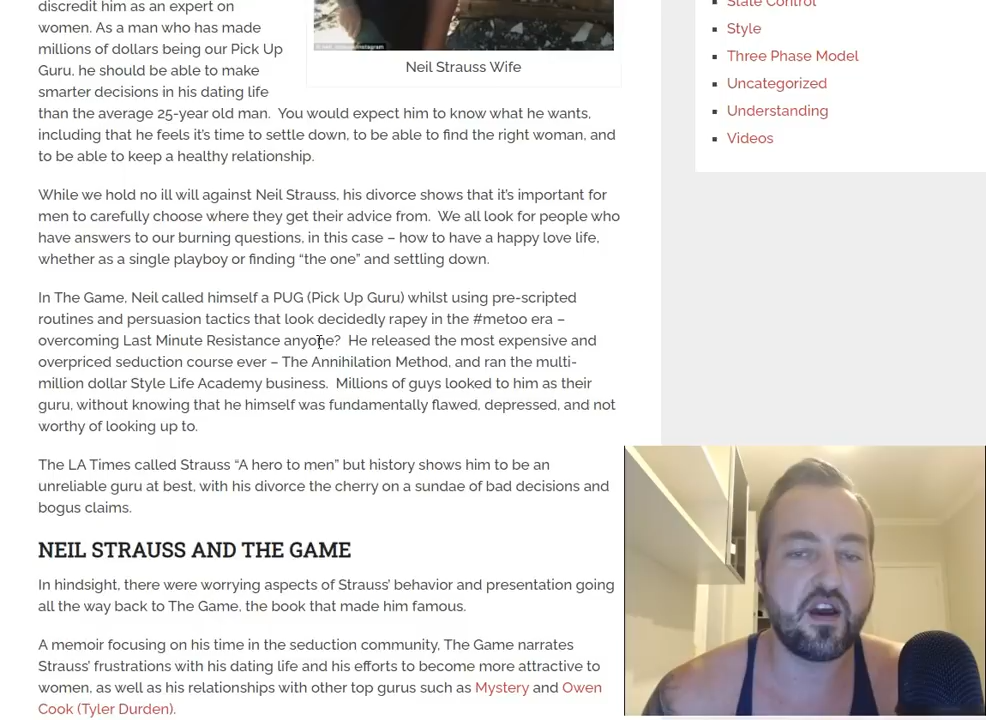 discredit him as an expert on
women. As a man who has made
millions of dollars being our Pick Up
Guru, he should be able to make
smarter decisions in his dating life
than the average 25-year old man. You would expect him to know what he wants,
including that he feels it's time to settle down, to be able to find the right woman, and
to be able to keep a healthy relationship.
Neil Strauss Wife
While we hold no ill will against Neil Strauss, his divorce shows that it's important for
men to carefully choose where they get their advice from. We all look for people who
have answers to our burning questions, in this case – how to have a happy love life,
whether as a single playboy or finding “the one” and settling down.
In The Game, Neil called himself a PUG (Pick Up Guru) whilst using pre-scripted
routines and persuasion tactics that look decidedly rapey in the #metoo era –
overcoming Last Minute Resistance anyone? He released the most expensive and
overpriced seduction course ever – The Annihilation Method, and ran the multi-
million dollar Style Life Academy business. Millions of guys looked to him as their
guru, without knowing that he himself was fundamentally flawed, depressed, and not
worthy of looking up to.
The LA Times called Strauss “A hero to men” but history shows him to be an
unreliable guru at best, with his divorce the cherry on a sundae of bad decisions and
bogus claims.
NEIL STRAUSS AND THE GAME
In hindsight, there were worrying aspects of Strauss' behavior and presentation going
all the way back to The Game, the book that made him famous.
A memoir focusing on his time in the seduction community, The Game narrates
Strauss' frustrations with his dating life and his efforts to become more attractive to
women, as well as his relationships with other top gurus such as Mystery and Owen
Cook (Tyler Durden).
State Control
Style
Three Phase Model
Uncategorized
Understanding
Videos